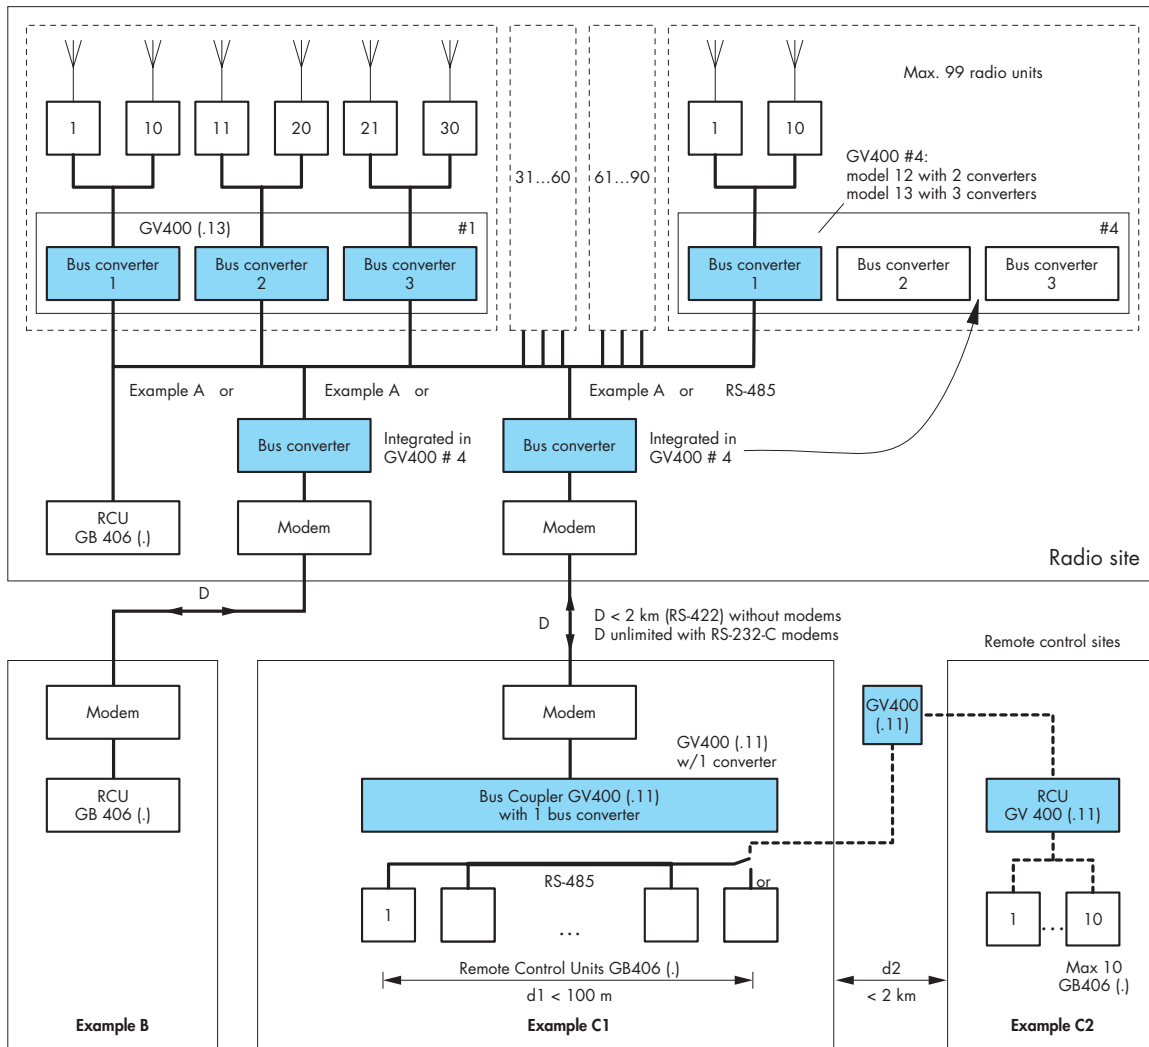 Max. 99 radio units
1
10
11
20
21
30
31...60
61...90
1
10
GV400 #4:
model 12 with 2 converters
model 13 with 3 converters
GV400 (.13)
#1
#4
Bus converter
1
Bus converter
2
Bus converter
3
Bus converter
1
Bus converter
2
Bus converter
3
Example A or
Example A or
Example A or
RS-485
Bus converter
Integrated in
GV400 # 4
Bus converter
Integrated in
GV400 # 4
RCU
GB 406 (.)
Modem
Modem
Radio site
D
D
D < 2 km (RS-422) without modems
D unlimited with RS-232-C modems
Remote control sites
Modem
RCU
GB 406 (.)
Example B
Modem
GV400 (.11)
w/1 converter
Bus Coupler GV400 (.11)
with 1 bus converter
RS-485
or
1
...
Remote Control Units GB406 (.)
d1 < 100 m
Example C1
GV400
(.11)
d2
< 2 km
RCU
GV 400 (.11)
1
...
10
Max 10
GB406 (.)
Example C2